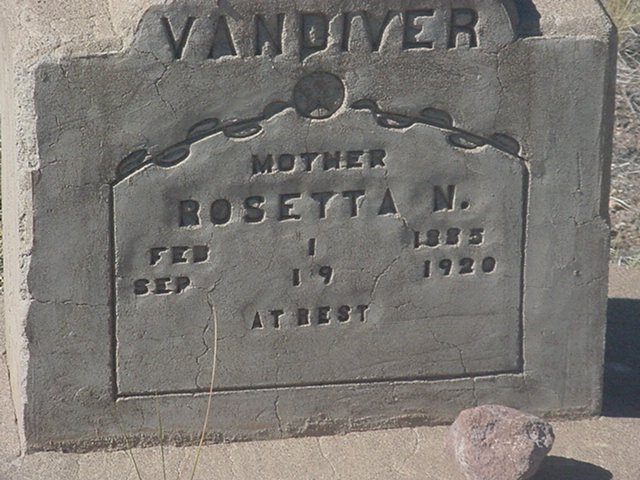 VANDIVER
MOTHER
ROSETTA N.
FEB 1 1885
SEP 19 1920
AT REST